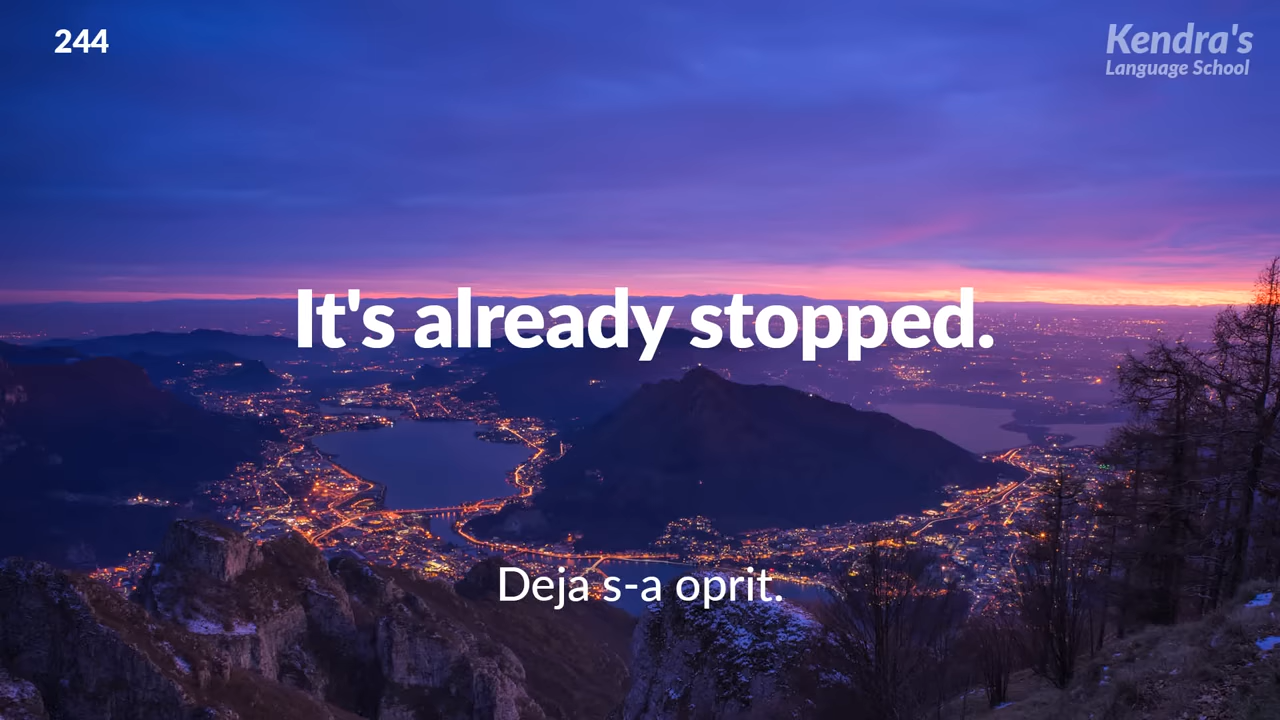 244
Kendra's
Language School
It's already stopped.
Deja s-a oprit.